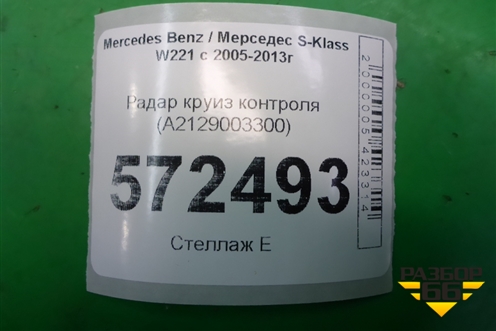 Mercedes Benz / Мерседес S-Klass
W221 с 2005-2013г
Радар круиз контроля
(A2129003300)
572493
Стеллаж Е
2000005423314
РАЗБОР
66